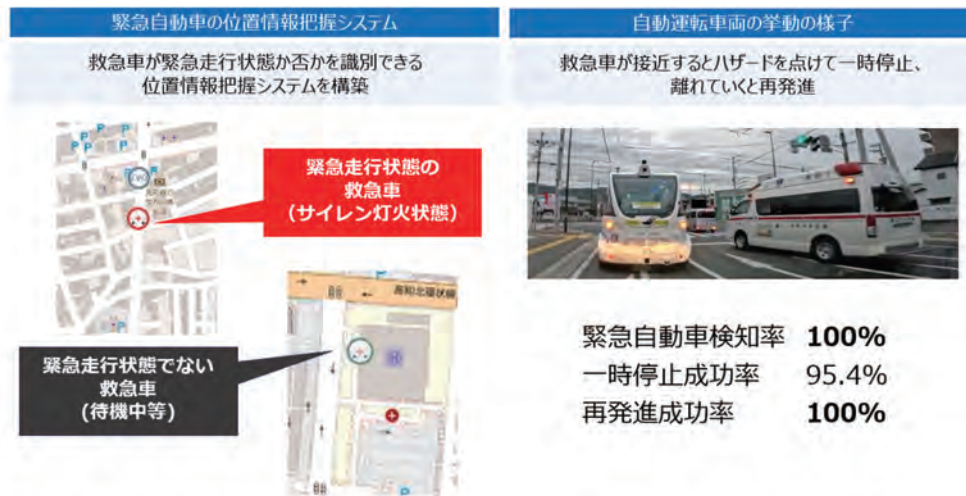 緊急自動車の位置情報把握システム
救急車が緊急走行状態か否かを識別できる
位置情報把握システムを構築
緊急走行状態の
救急車
(サイレン灯火状態)
高知北環状線
緊急走行状態でない
救急車
(待機中等)
自動運転車両の挙動の様子
救急車が接近するとハザードを点けて一時停止、
離れていくと再発進
緊急自動車検知率 100%
一時停止成功率 95.4%
再発進成功率 100%